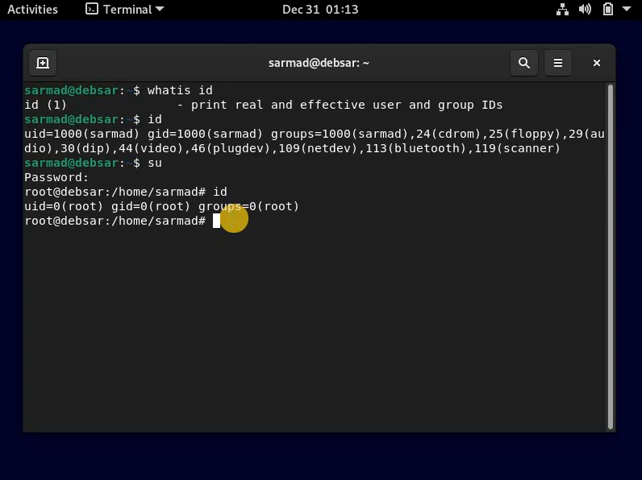 Activities Terminal Dec 31 01:13
sarmad@debsar: ~
sarmad@debsar:~$ whatis id
id (1)               - print real and effective user and group IDs
sarmad@debsar:~$ id
uid=1000(sarmad) gid=1000(sarmad) groups=1000(sarmad),24(cdrom),25(floppy),29(au
dio),30(dip),44(video),46(plugdev),109(netdev),113(bluetooth),119(scanner)
sarmad@debsar:~$ su
Password:
root@debsar:/home/sarmad# id
uid=0(root) gid=0(root) groups=0(root)
root@debsar:/home/sarmad#